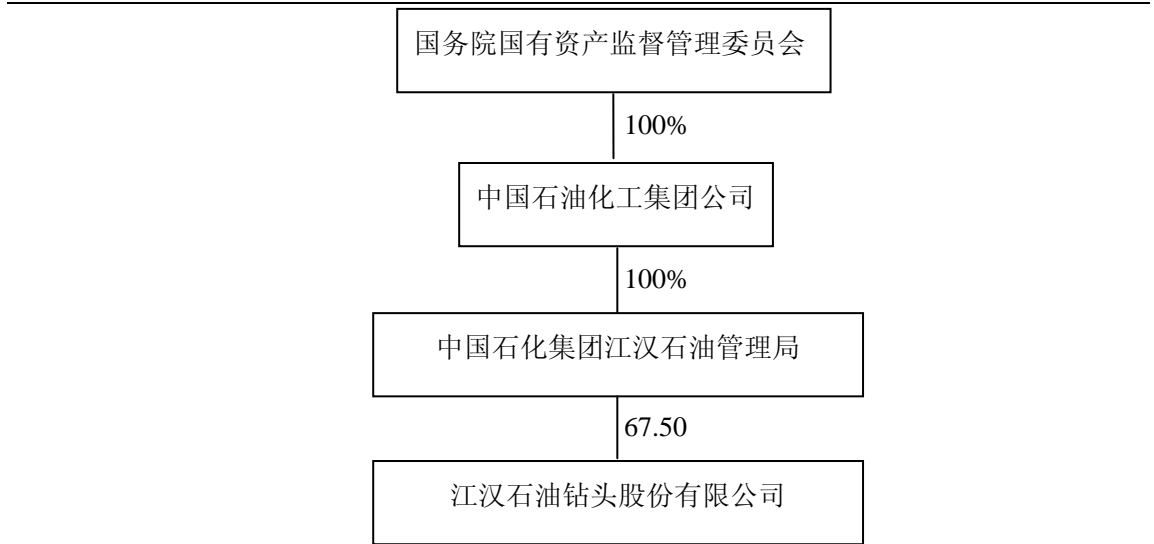 国务院国有资产监督管理委员会
100%
中国石油化工集团公司
100%
中国石化集团江汉石油管理局
67.50
江汉石油钻头股份有限公司